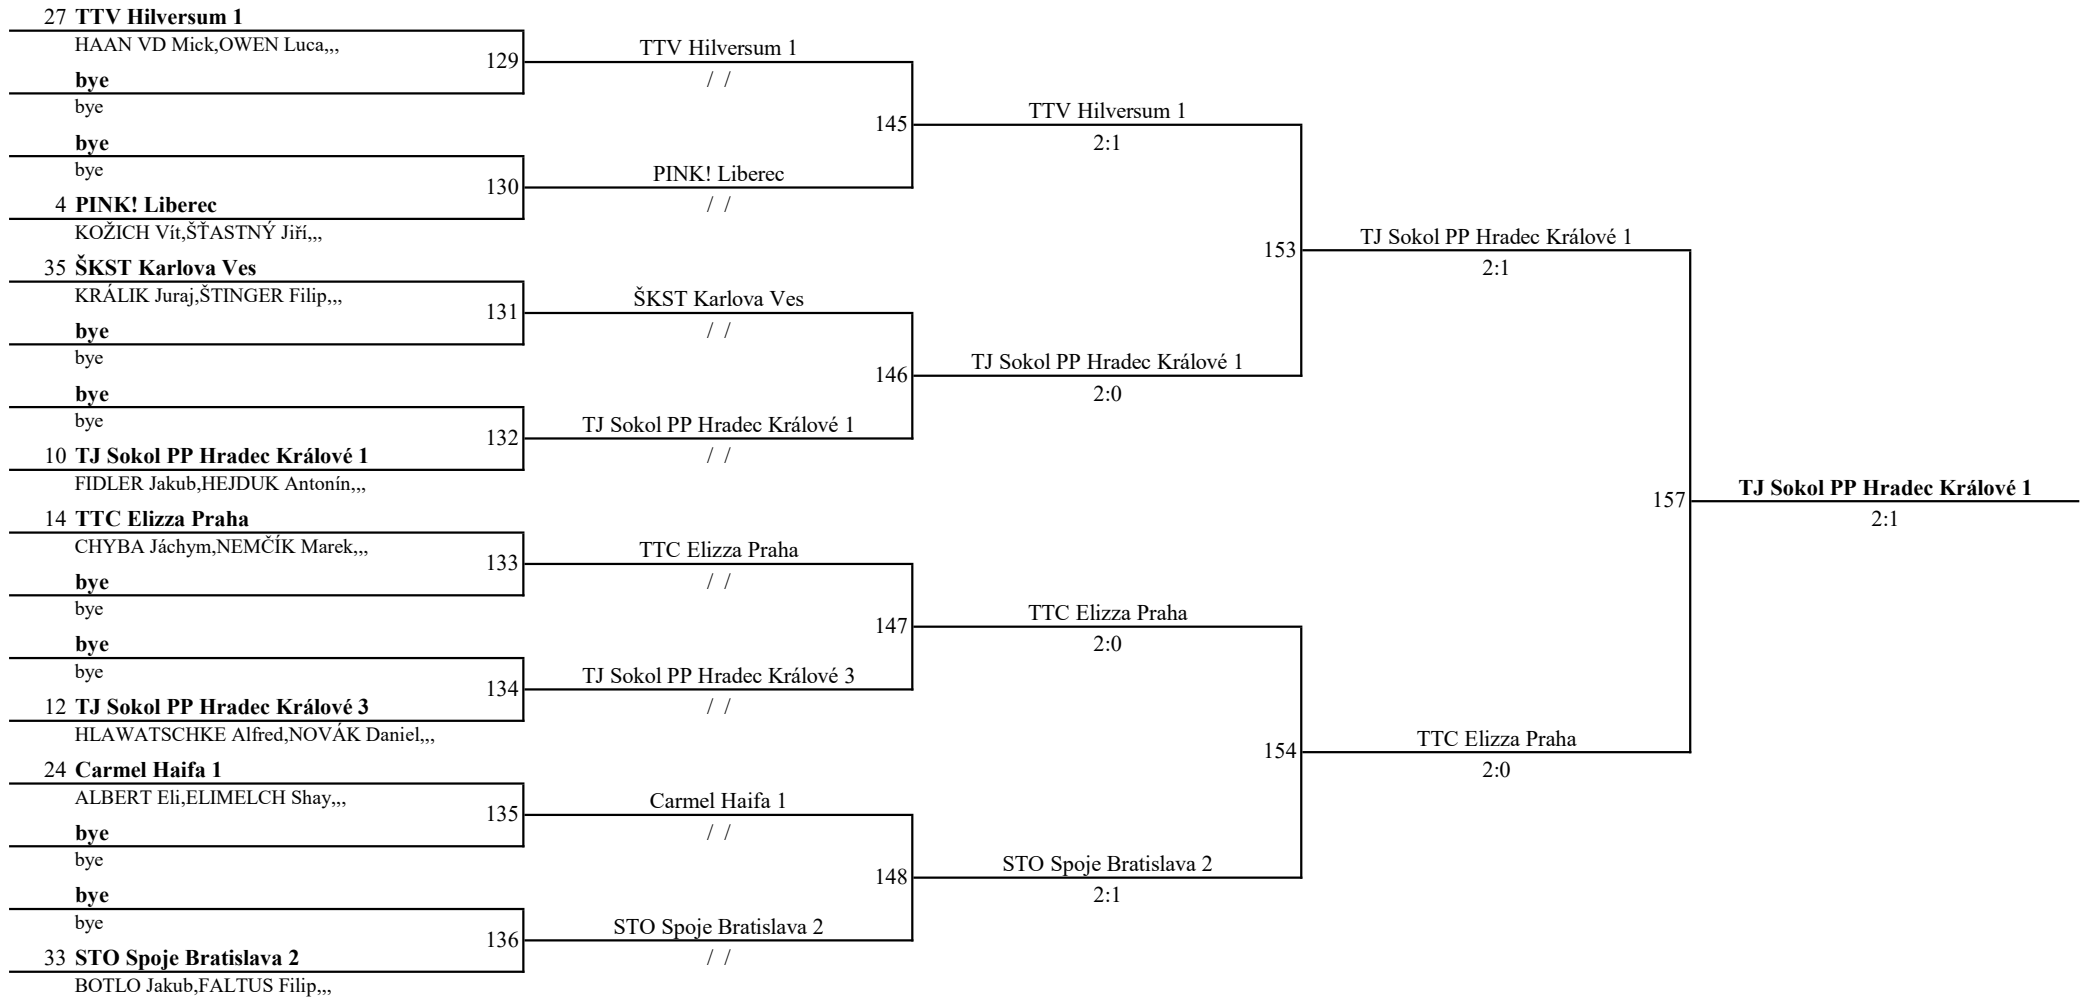 27 TTV Hilversum 1
HAAN VD Mick,OWEN Luca,,,
bye
bye
bye
bye
4 PINK! Liberec
KOŽICH Vít,ŠŤASTNÝ Jiří,,,
35 ŠKST Karlova Ves
KRÁLIK Juraj,ŠTINGER Filip,,,
bye
bye
bye
bye
10 TJ Sokol PP Hradec Králové 1
FIDLER Jakub,HEJDUK Antonín,,,
14 TTC Elizza Praha
CHYBA Jáchym,NEMČÍK Marek,,,
bye
bye
bye
bye
12 TJ Sokol PP Hradec Králové 3
HLAWATSCHKE Alfred,NOVÁK Daniel,,,
24 Carmel Haifa 1
ALBERT Eli,ELIMELCH Shay,,,
bye
bye
bye
bye
33 STO Spoje Bratislava 2
BOTLO Jakub,FALTUS Filip,,,
129 TTV Hilversum 1
/ /
130 PINK! Liberec
/ /
131 ŠKST Karlova Ves
/ /
132 TJ Sokol PP Hradec Králové 1
/ /
133 TTC Elizza Praha
/ /
134 TJ Sokol PP Hradec Králové 3
/ /
135 Carmel Haifa 1
/ /
136 STO Spoje Bratislava 2
/ /
145 TTV Hilversum 1
2:1
146 TJ Sokol PP Hradec Králové 1
2:0
147 TTC Elizza Praha
2:0
148 STO Spoje Bratislava 2
2:1
153 TJ Sokol PP Hradec Králové 1
2:1
154 TTC Elizza Praha
2:0
157 TJ Sokol PP Hradec Králové 1
2:1